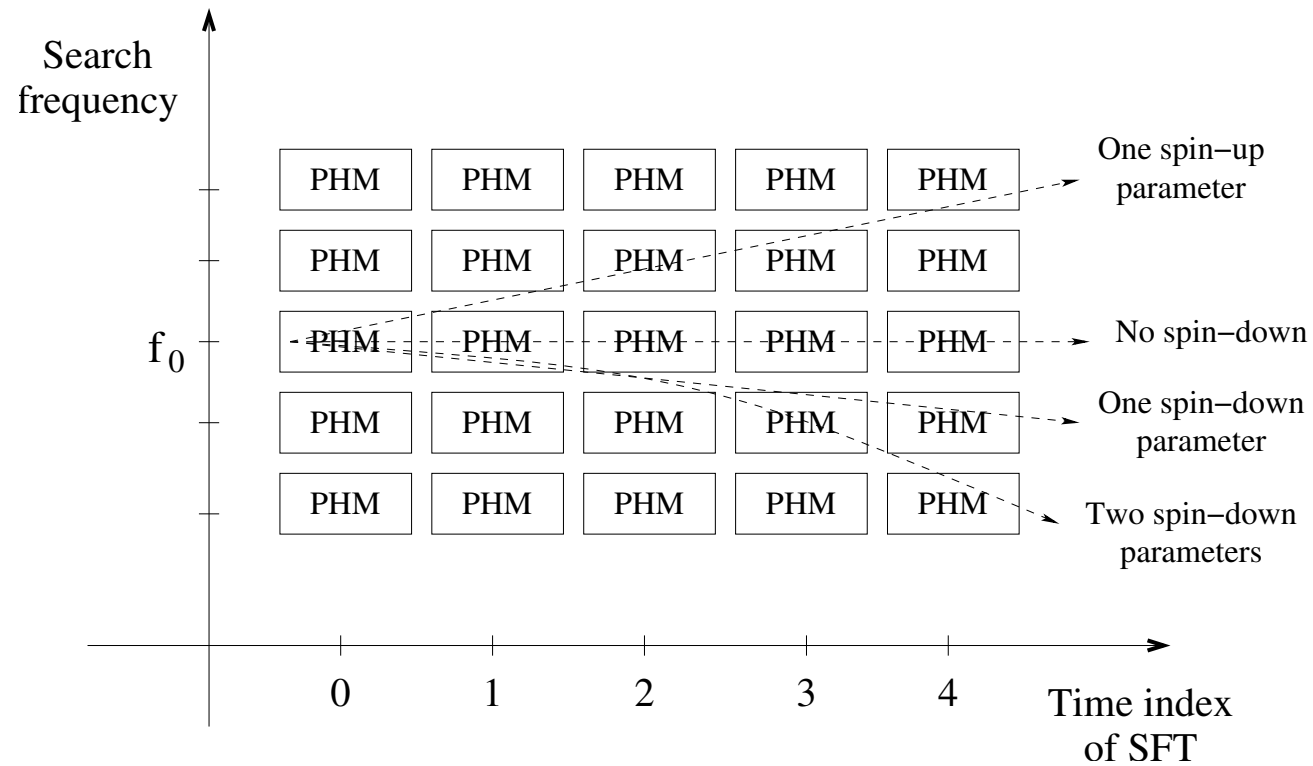 Search
frequency
One spin−up
parameter
PHM PHM PHM PHM PHM
PHM PHM PHM PHM PHM
f0 PHM PHM PHM PHM PHM
No spin−down
PHM PHM PHM PHM PHM
One spin−down
parameter
PHM PHM PHM PHM PHM
Two spin−down
parameters
0 1 2 3 4
Time index
of SFT